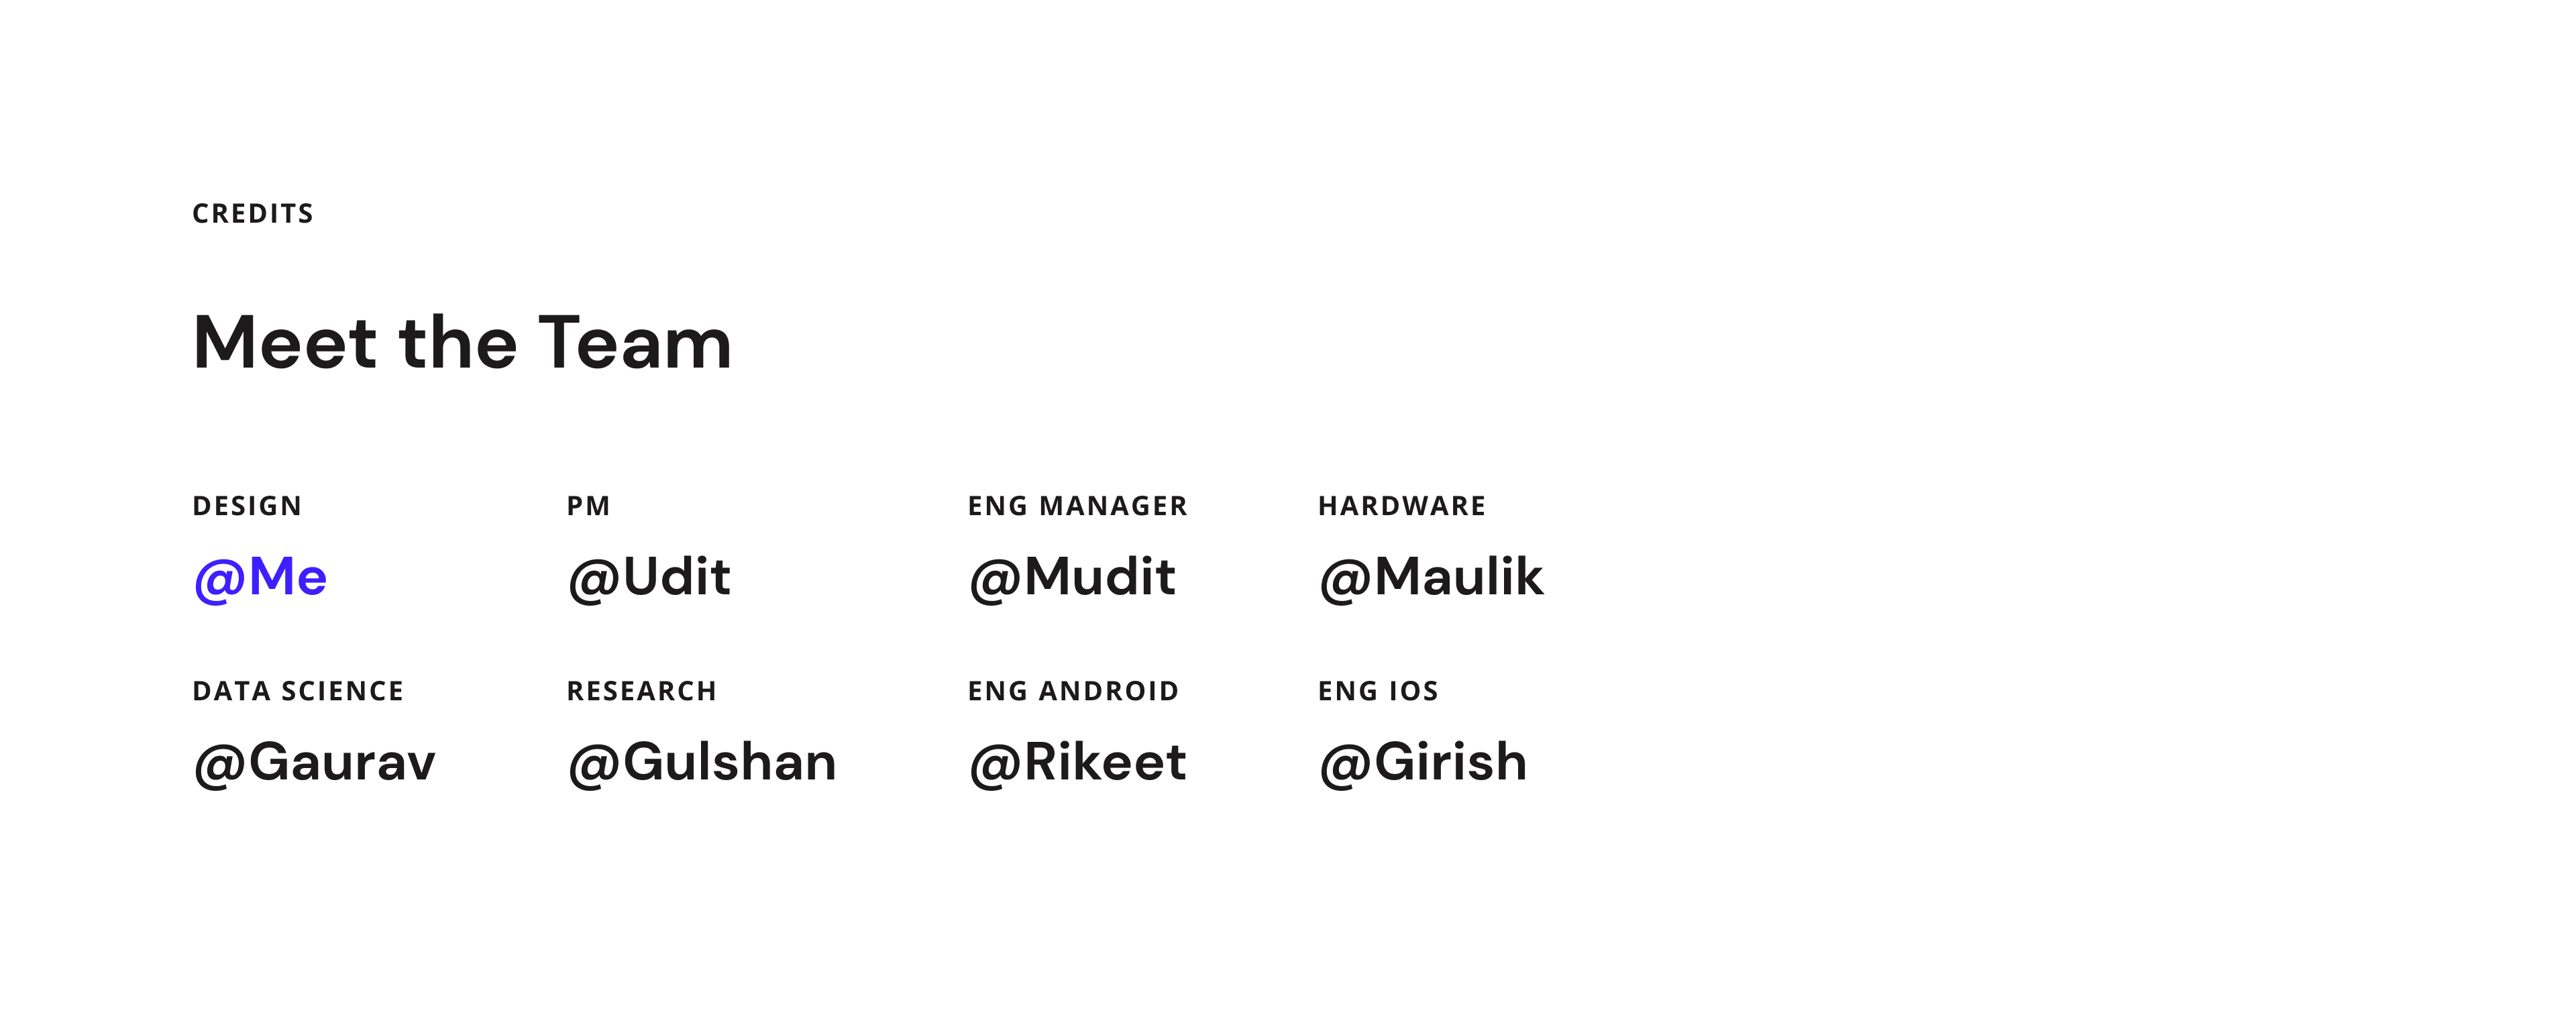 CREDITS
Meet the Team
DESIGN PM ENG MANAGER HARDWARE
@Me @Udit @Mudit @Maulik
DATA SCIENCE RESEARCH ENG ANDROID ENG IOS
@Gaurav @Gulshan @Rikeet @Girish